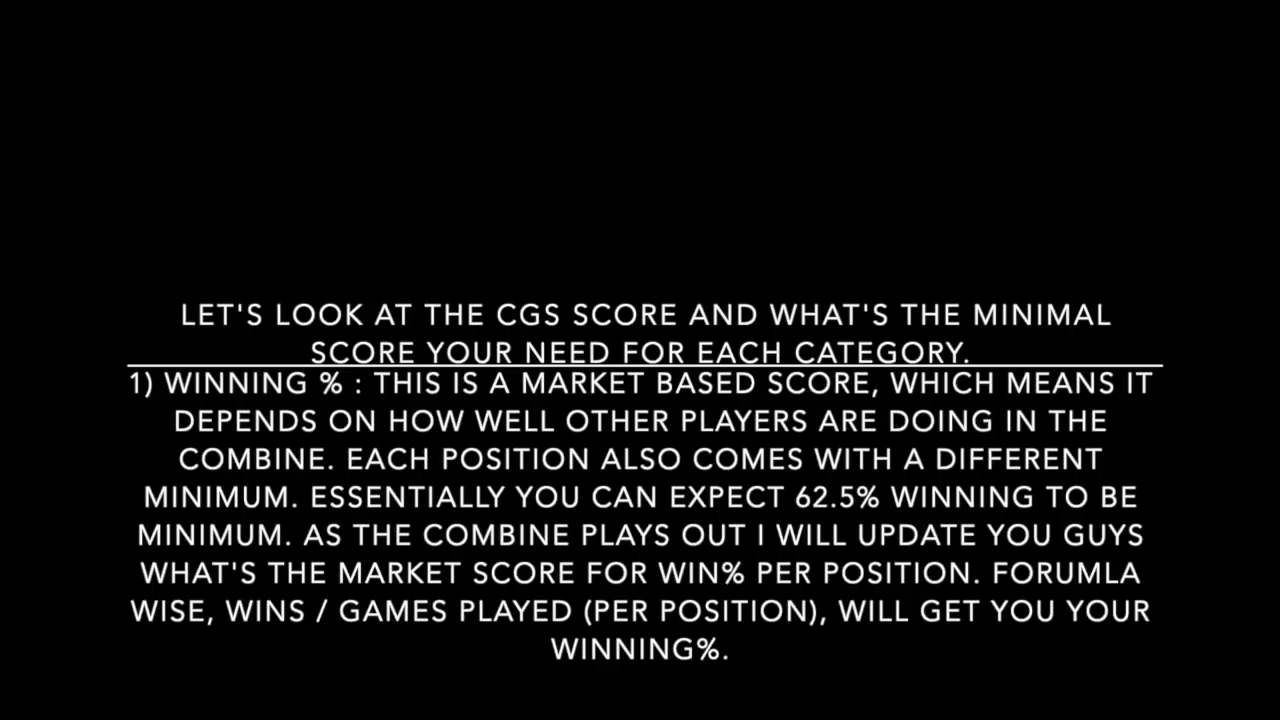 LET'S LOOK AT THE CGS SCORE AND WHAT'S THE MINIMAL
SCORE YOUR NEED FOR EACH CATEGORY.
1) WINNING % : THIS IS A MARKET BASED SCORE, WHICH MEANS IT
DEPENDS ON HOW WELL OTHER PLAYERS ARE DOING IN THE
COMBINE. EACH POSITION ALSO COMES WITH A DIFFERENT
MINIMUM. ESSENTIALLY YOU CAN EXPECT 62.5% WINNING TO BE
MINIMUM. AS THE COMBINE PLAYS OUT I WILL UPDATE YOU GUYS
WHAT'S THE MARKET SCORE FOR WIN% PER POSITION. FORUMLA
WISE, WINS / GAMES PLAYED (PER POSITION), WILL GET YOU YOUR
WINNING%.